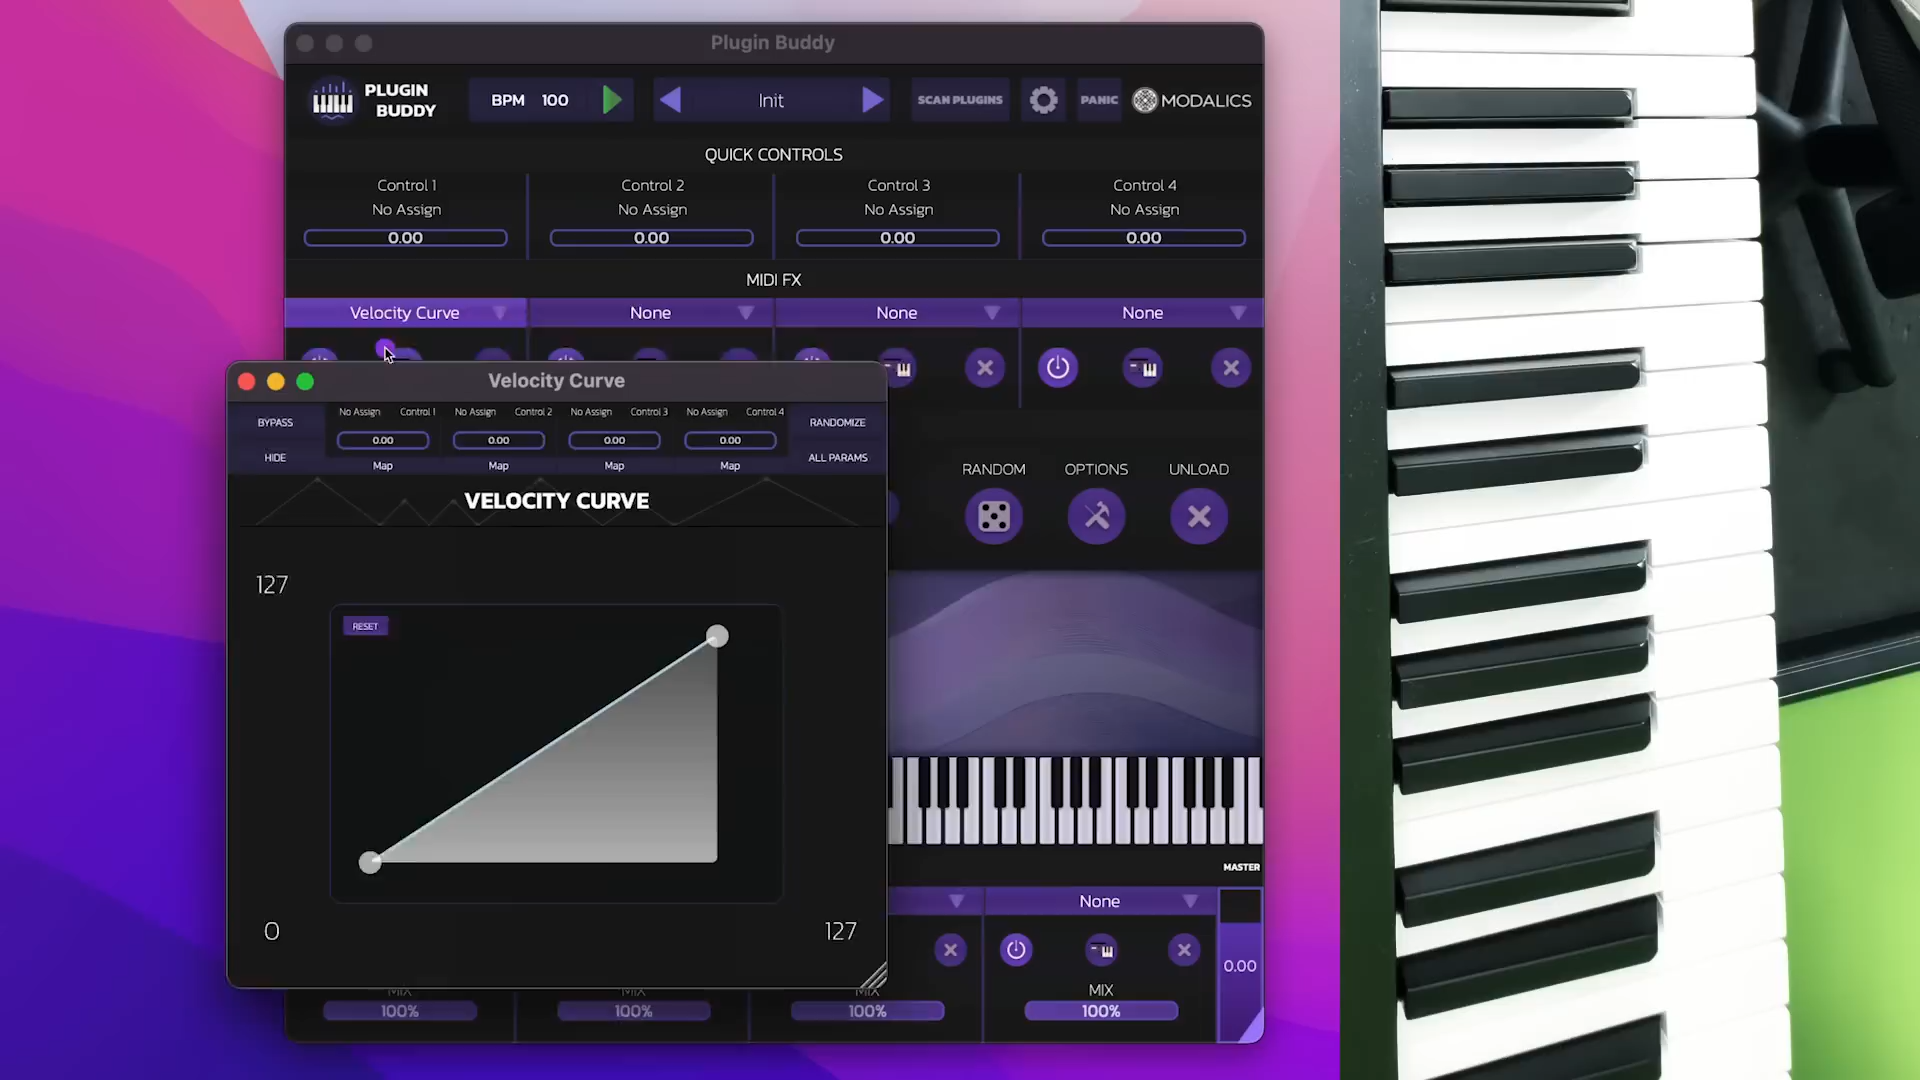 Plugin Buddy
PLUGIN
BUDDY
BPM 100
Init
SCAN PLUGINS
PANIC
MODALICS
QUICK CONTROLS
Control 1
No Assign
0.00
Control 2
No Assign
0.00
Control 3
No Assign
0.00
Control 4
No Assign
0.00
MIDI FX
Velocity Curve
None
None
None
Velocity Curve
BYPASS
HIDE
No Assign Control 1
0.00
Map
No Assign Control 2
0.00
Map
No Assign Control 3
0.00
Map
No Assign Control 4
0.00
Map
RANDOMIZE
ALL PARAMS
VELOCITY CURVE
127
RESET
0
127
RANDOM
OPTIONS
UNLOAD
MASTER
None
0.00
MIX
100%
MIX
100%
MIX
100%
MIX
100%